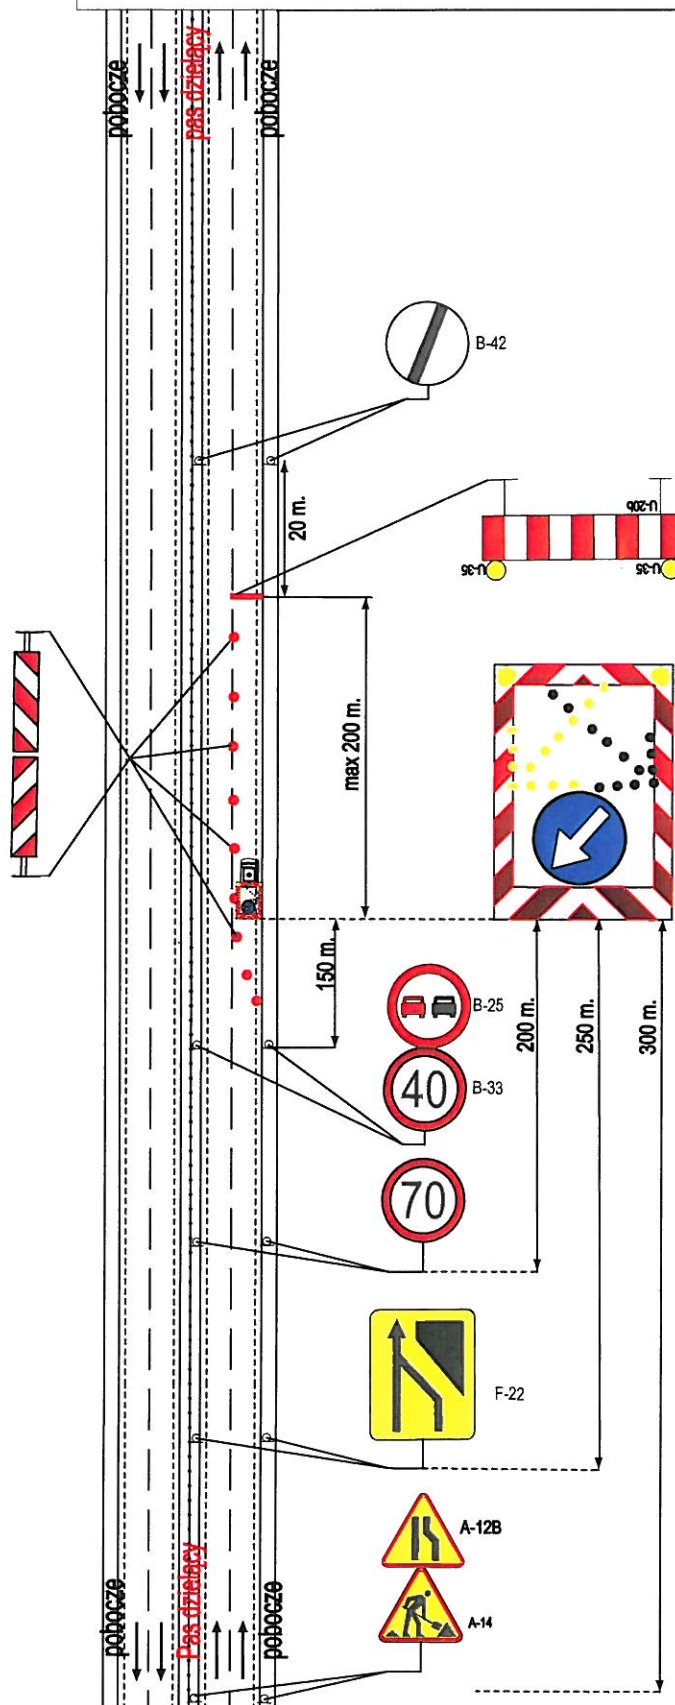 pobocze
pas dzielący
pobocze
B-42
20 m.
U-20b
U-35
U-35
max 200 m.
150 m.
B-25
40
B-33
200 m.
250 m.
300 m.
70
F-22
A-12B
A-14
pobocze
Pas dzielący
pobocze